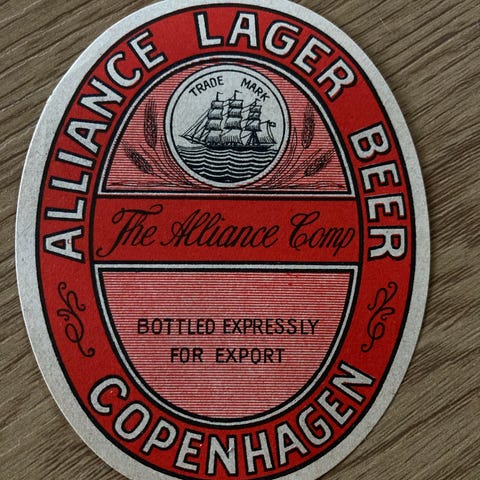 ALLIANCE LAGER BEER
TRADE MARK
The Alliance Comp
BOTTLED EXPRESSLY
FOR EXPORT
COPENHAGEN